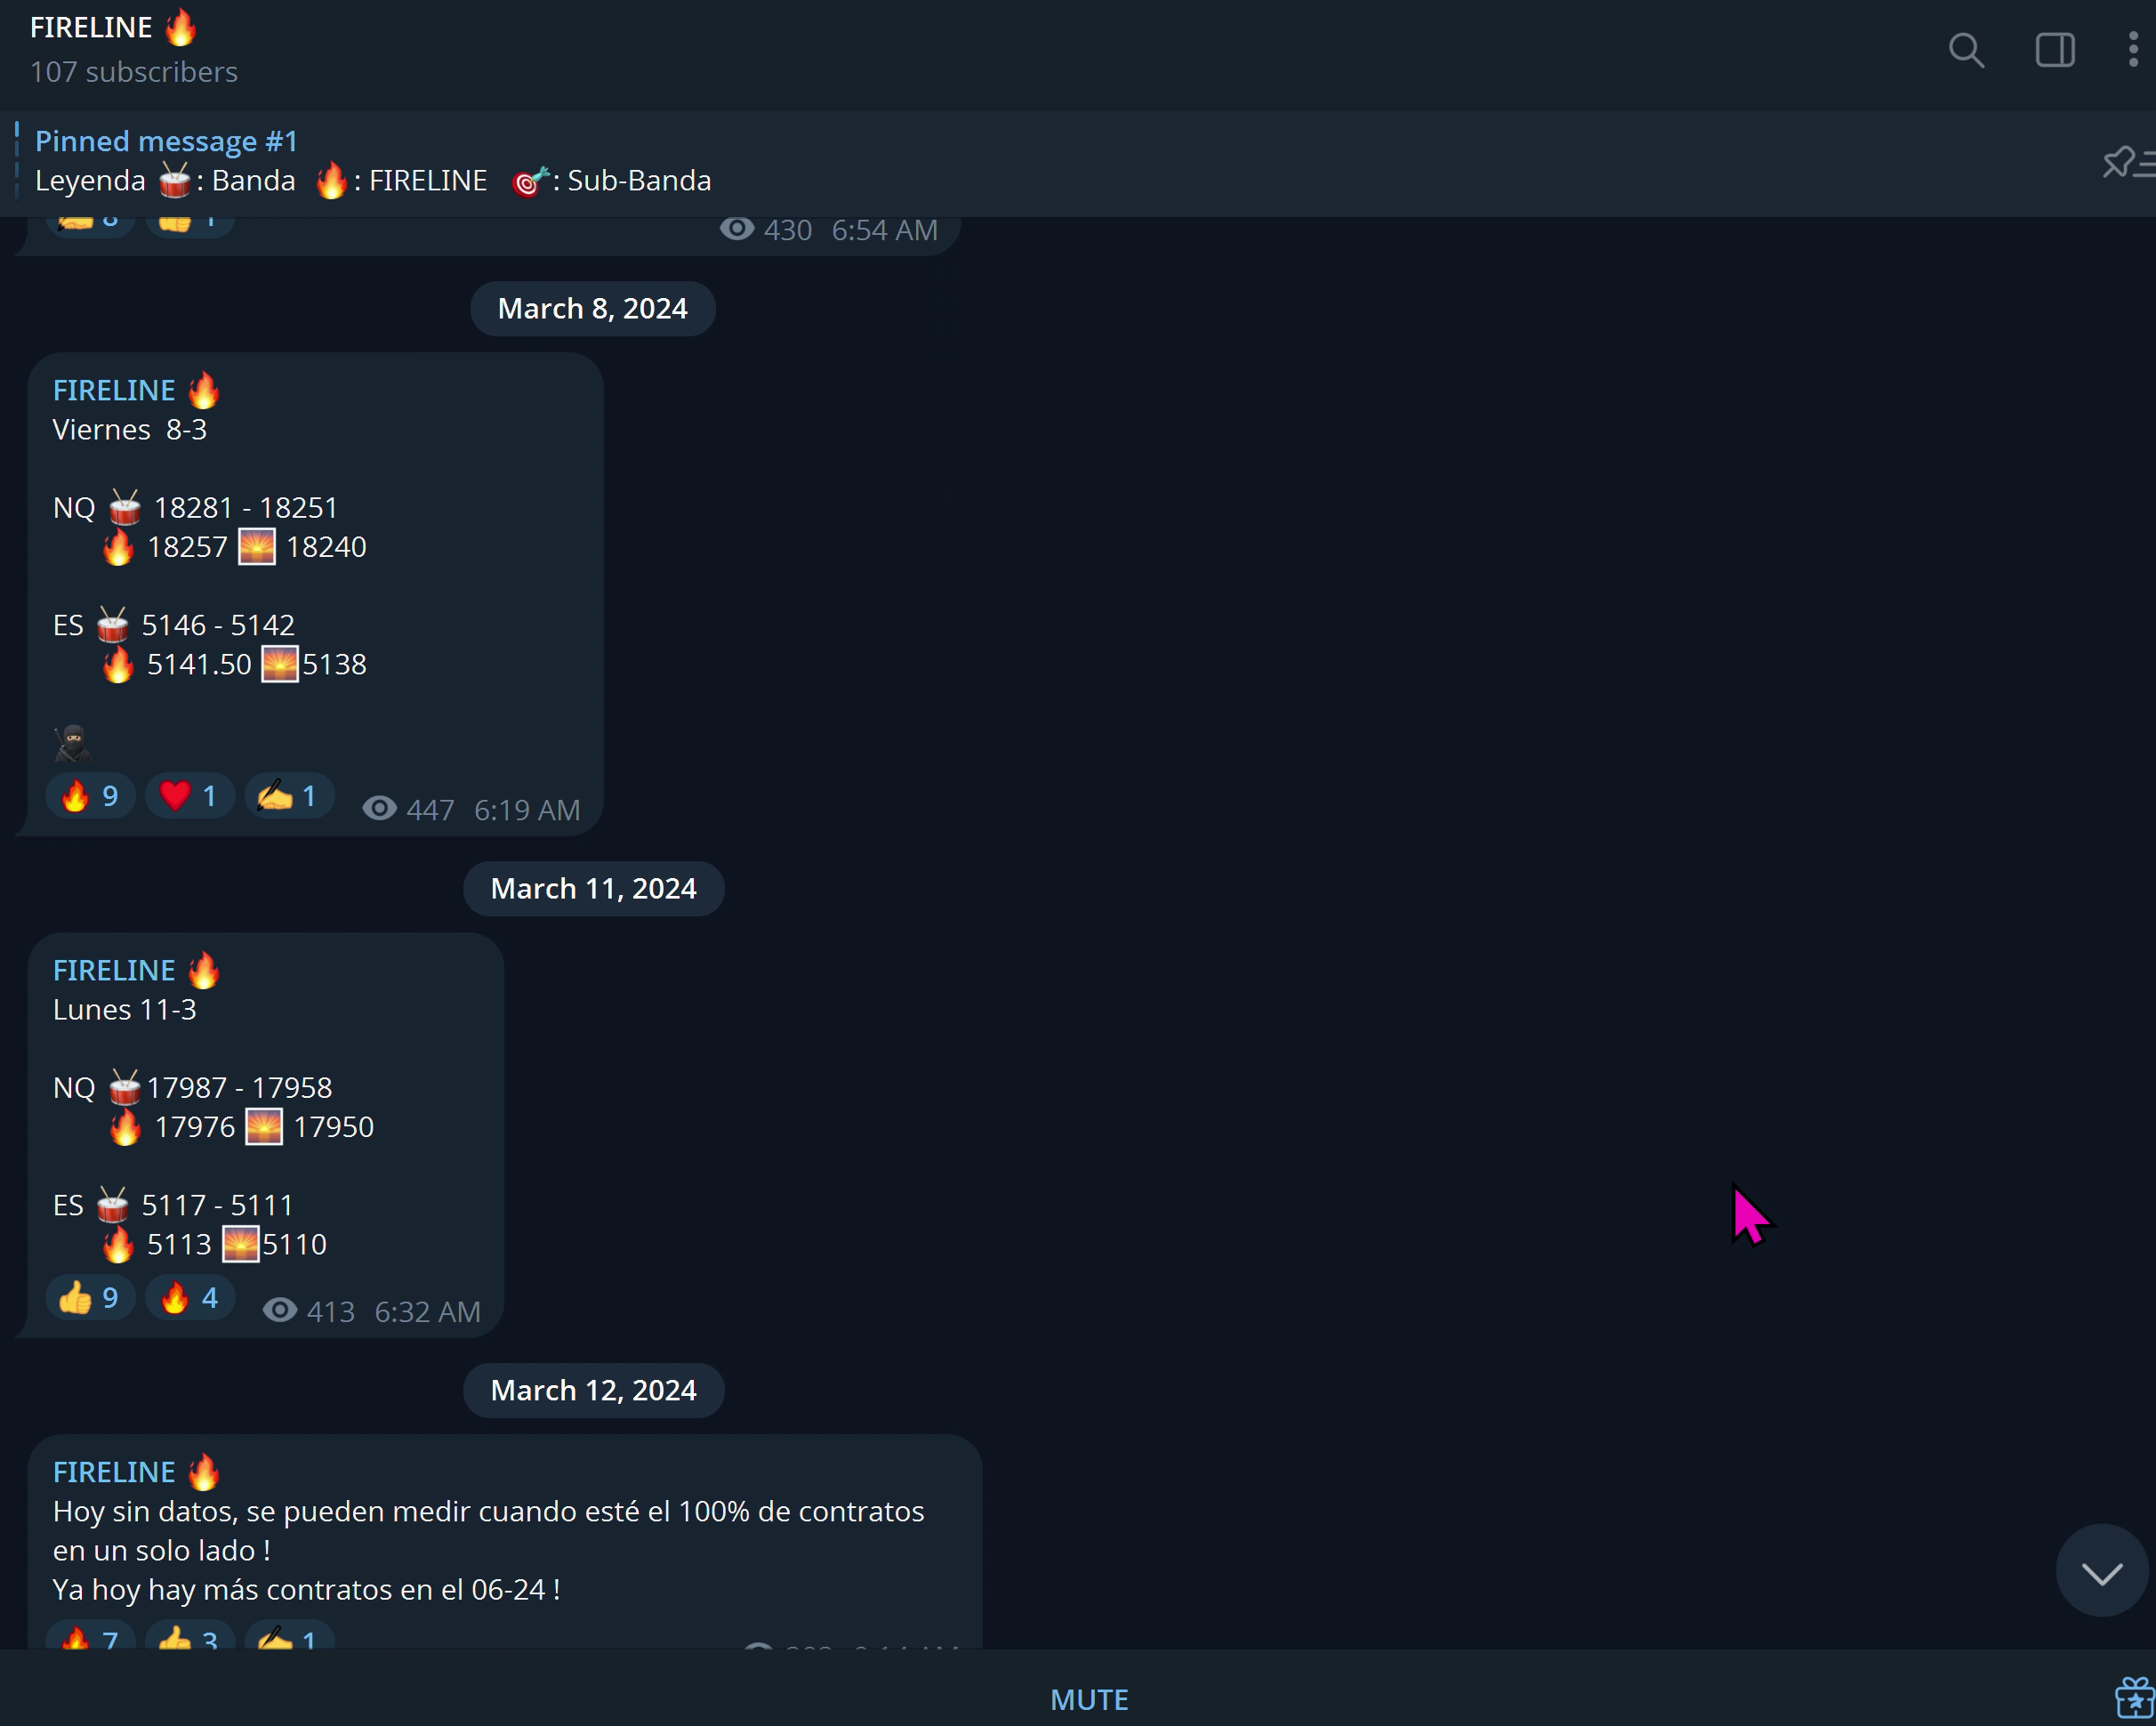 FIRELINE 🔥
107 subscribers
Pinned message #1
Leyenda 🥁: Banda 🔥: FIRELINE 🎯: Sub-Banda
430 6:54 AM
March 8, 2024
FIRELINE 🔥
Viernes 8-3
NQ 🥁 18281 - 18251
🔥 18257 🌅 18240
ES 🥁 5146 - 5142
🔥 5141.50 🌅5138
🥷
🔥 9 ❤️ 1 ✍️ 1 447 6:19 AM
March 11, 2024
FIRELINE 🔥
Lunes 11-3
NQ 🥁17987 - 17958
🔥 17976 🌅 17950
ES 🥁 5117 - 5111
🔥 5113 🌅5110
👍 9 🔥 4 413 6:32 AM
March 12, 2024
FIRELINE 🔥
Hoy sin datos, se pueden medir cuando esté el 100% de contratos
en un solo lado !
Ya hoy hay más contratos en el 06-24 !
🔥 7 👍 3 ✍️ 1
MUTE